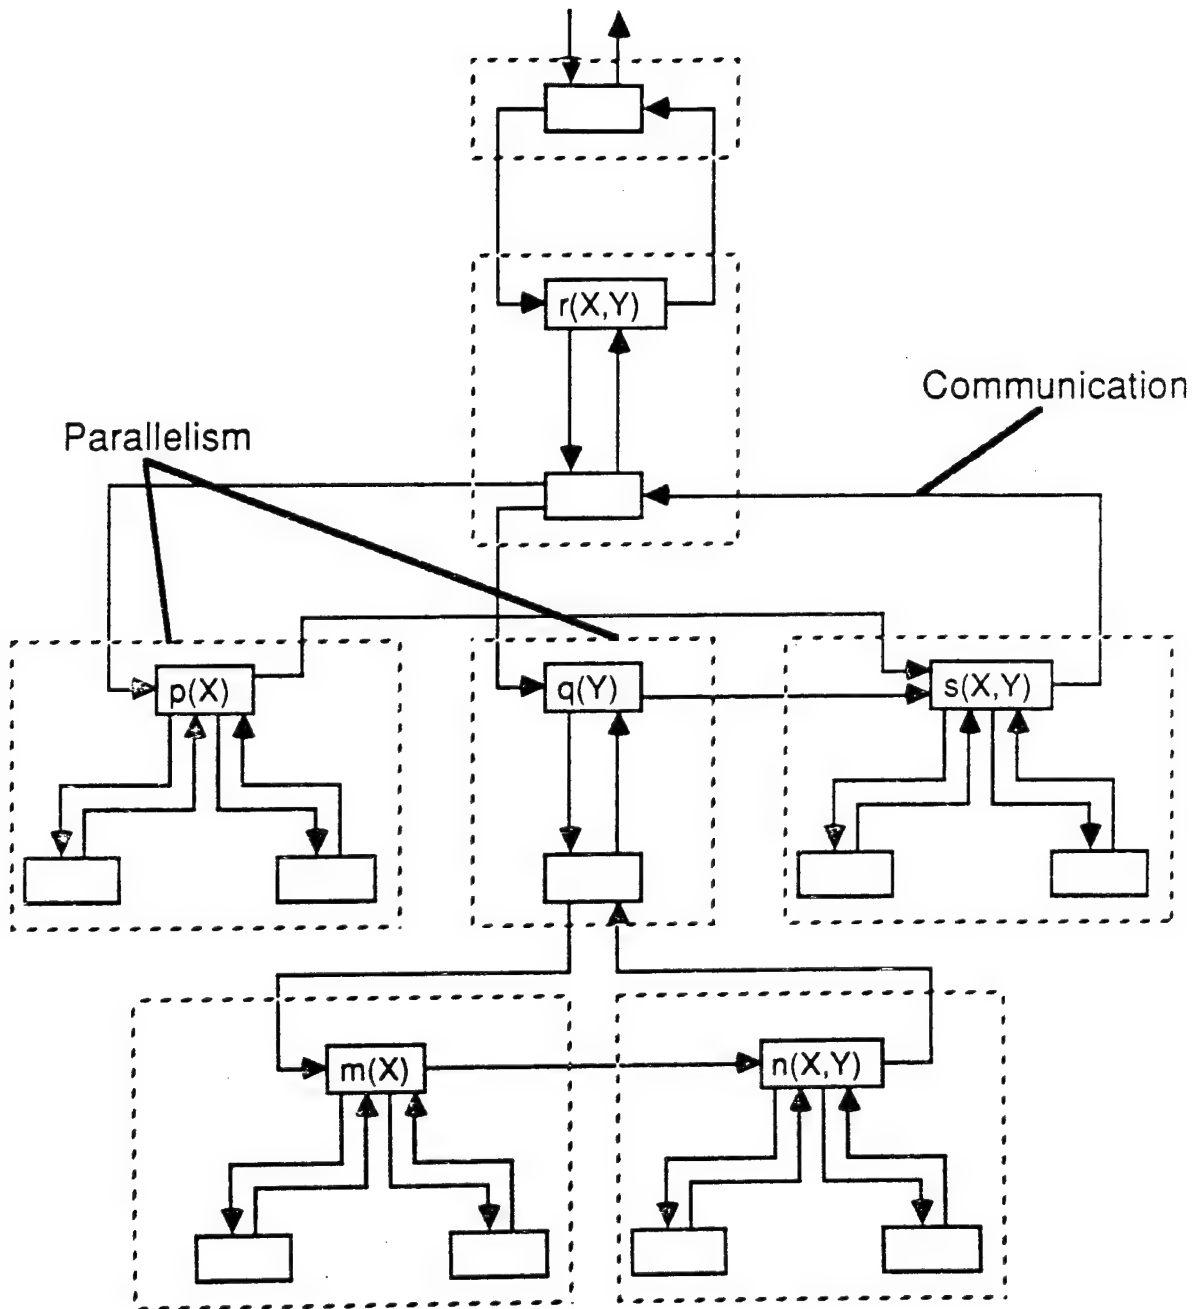 r(X,Y)
Communication
Parallelism
p(X)
q(Y)
s(X,Y)
m(X)
n(X,Y)